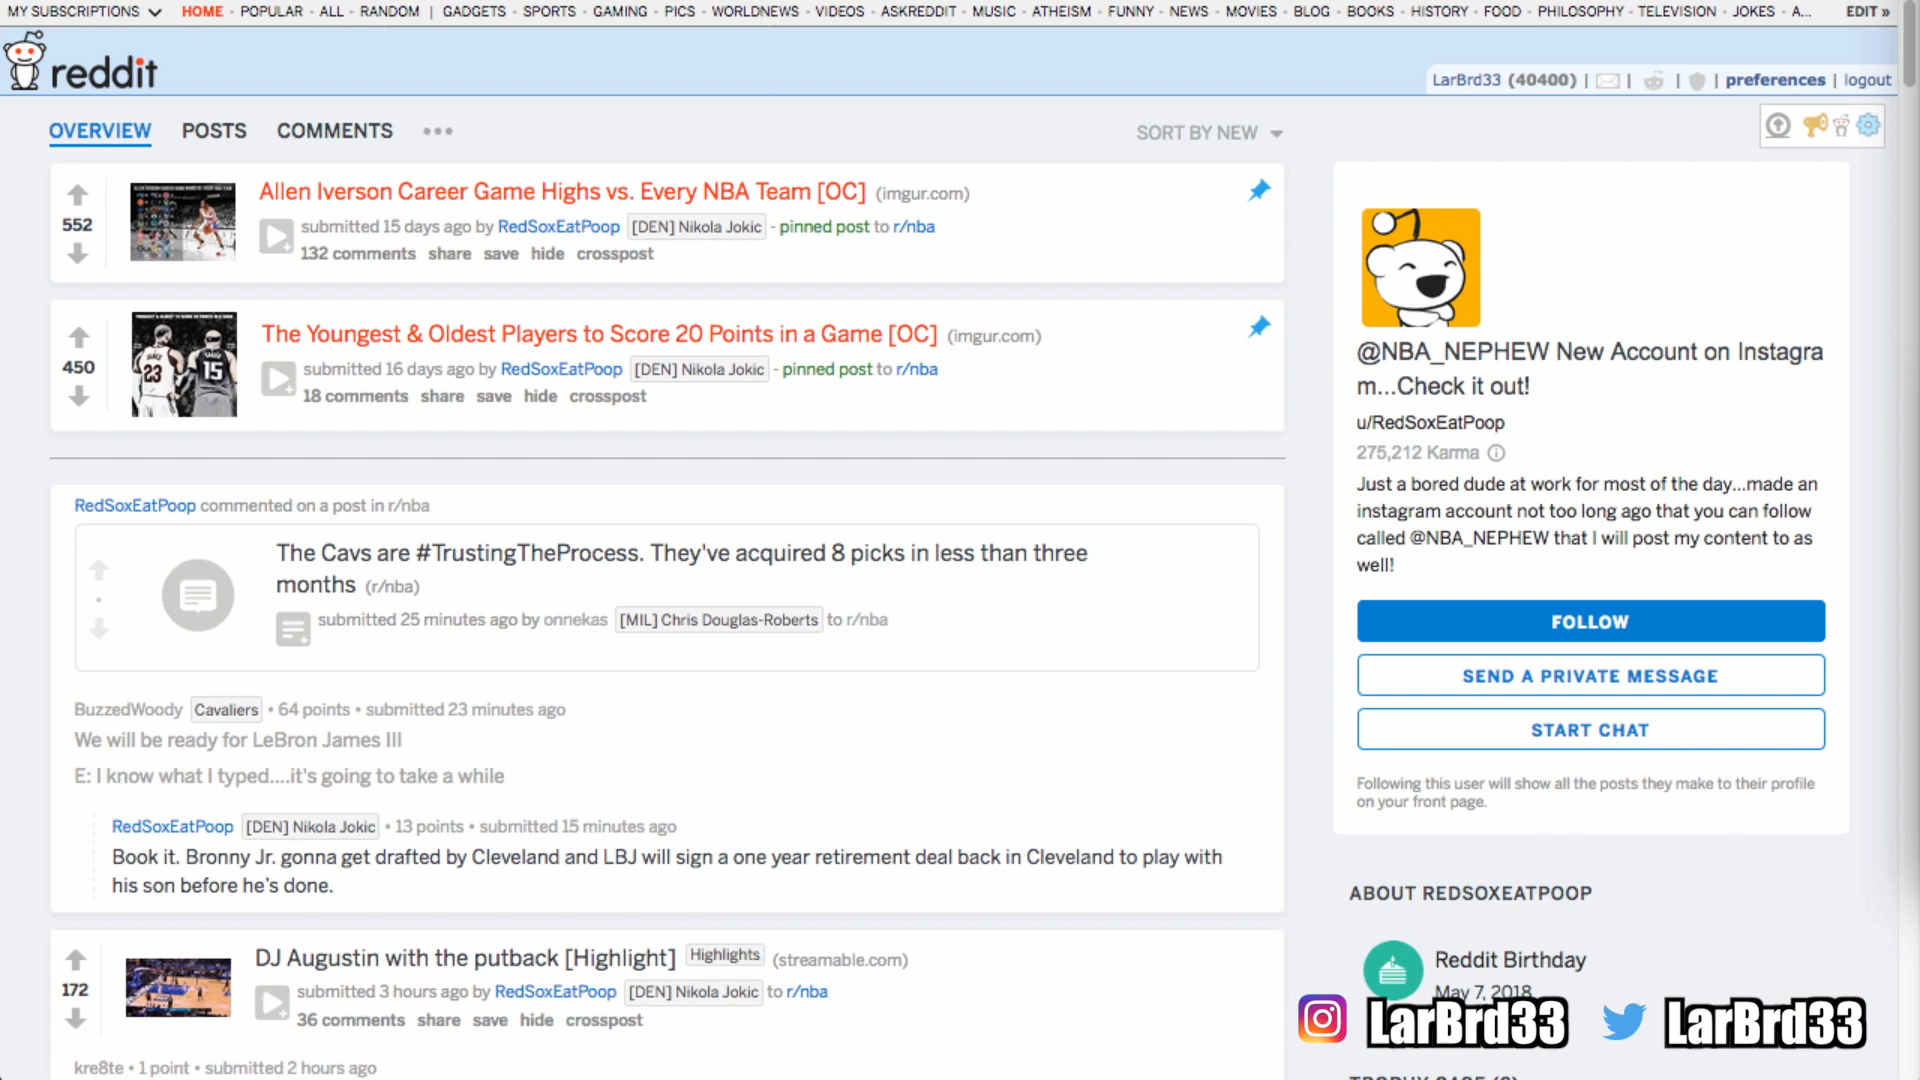 MY SUBSCRIPTIONS HOME - POPULAR - ALL - RANDOM | GADGETS - SPORTS - GAMING - PICS - WORLDNEWS - VIDEOS - ASKREDDIT - MUSIC - ATHEISM - FUNNY - NEWS - MOVIES - BLOG - BOOKS - HISTORY - FOOD - PHILOSOPHY - TELEVISION - JOKES - A... EDIT »
reddit
LarBrd33 (40400) | | | | preferences | logout
OVERVIEW POSTS COMMENTS •••
SORT BY NEW
Allen Iverson Career Game Highs vs. Every NBA Team [OC] (imgur.com)
552
submitted 15 days ago by RedSoxEatPoop [DEN] Nikola Jokic - pinned post to r/nba
132 comments share save hide crosspost
The Youngest & Oldest Players to Score 20 Points in a Game [OC] (imgur.com)
450
submitted 16 days ago by RedSoxEatPoop [DEN] Nikola Jokic - pinned post to r/nba
18 comments share save hide crosspost
RedSoxEatPoop commented on a post in r/nba
The Cavs are #TrustingTheProcess. They've acquired 8 picks in less than three
months (r/nba)
submitted 25 minutes ago by onnekas [MIL] Chris Douglas-Roberts to r/nba
BuzzedWoody Cavaliers • 64 points • submitted 23 minutes ago
We will be ready for LeBron James III
E: I know what I typed....it's going to take a while
RedSoxEatPoop [DEN] Nikola Jokic • 13 points • submitted 15 minutes ago
Book it. Bronny Jr. gonna get drafted by Cleveland and LBJ will sign a one year retirement deal back in Cleveland to play with
his son before he's done.
DJ Augustin with the putback [Highlight] Highlights (streamable.com)
172
submitted 3 hours ago by RedSoxEatPoop [DEN] Nikola Jokic to r/nba
36 comments share save hide crosspost
kre8te • 1 point • submitted 2 hours ago
@NBA_NEPHEW New Account on Instagra
m...Check it out!
u/RedSoxEatPoop
275,212 Karma
Just a bored dude at work for most of the day...made an
instagram account not too long ago that you can follow
called @NBA_NEPHEW that I will post my content to as
well!
FOLLOW
SEND A PRIVATE MESSAGE
START CHAT
Following this user will show all the posts they make to their profile
on your front page.
ABOUT REDSOXEATPOOP
Reddit Birthday
May 7, 2018
LarBrd33 LarBrd33